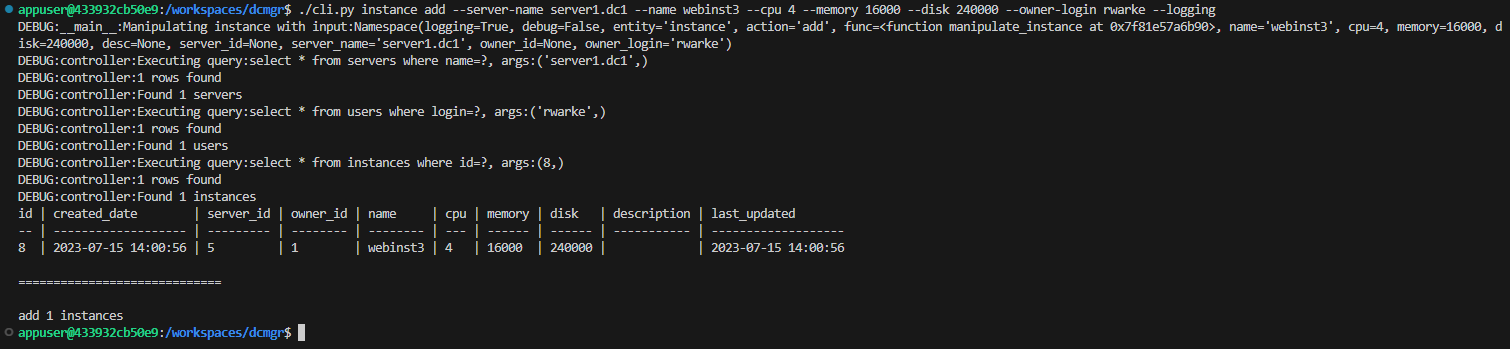 appuser@433932cb50e9:/workspaces/dcmgr$ ./cli.py instance add --server-name server1.dc1 --name webinst3 --cpu 4 --memory 16000 --disk 240000 --owner-login rwarke --logging
DEBUG:__main__:Manipulating instance with input:Namespace(logging=True, debug=False, entity='instance', action='add', func=<function manipulate_instance at 0x7f81e57a6b90>, name='webinst3', cpu=4, memory=16000, d
isk=240000, desc=None, server_id=None, server_name='server1.dc1', owner_id=None, owner_login='rwarke')
DEBUG:controller:Executing query:select * from servers where name=?, args:('server1.dc1',)
DEBUG:controller:1 rows found
DEBUG:controller:Found 1 servers
DEBUG:controller:Executing query:select * from users where login=?, args:('rwarke',)
DEBUG:controller:1 rows found
DEBUG:controller:Found 1 users
DEBUG:controller:Executing query:select * from instances where id=?, args:(8,)
DEBUG:controller:1 rows found
DEBUG:controller:Found 1 instances
id | created_date        | server_id | owner_id | name     | cpu | memory | disk   | description | last_updated
-- | ------------------- | --------- | -------- | -------- | --- | ------ | ------ | ----------- | -------------------
8  | 2023-07-15 14:00:56 | 5         | 1        | webinst3 | 4   | 16000  | 240000 |             | 2023-07-15 14:00:56
=============================
add 1 instances
appuser@433932cb50e9:/workspaces/dcmgr$